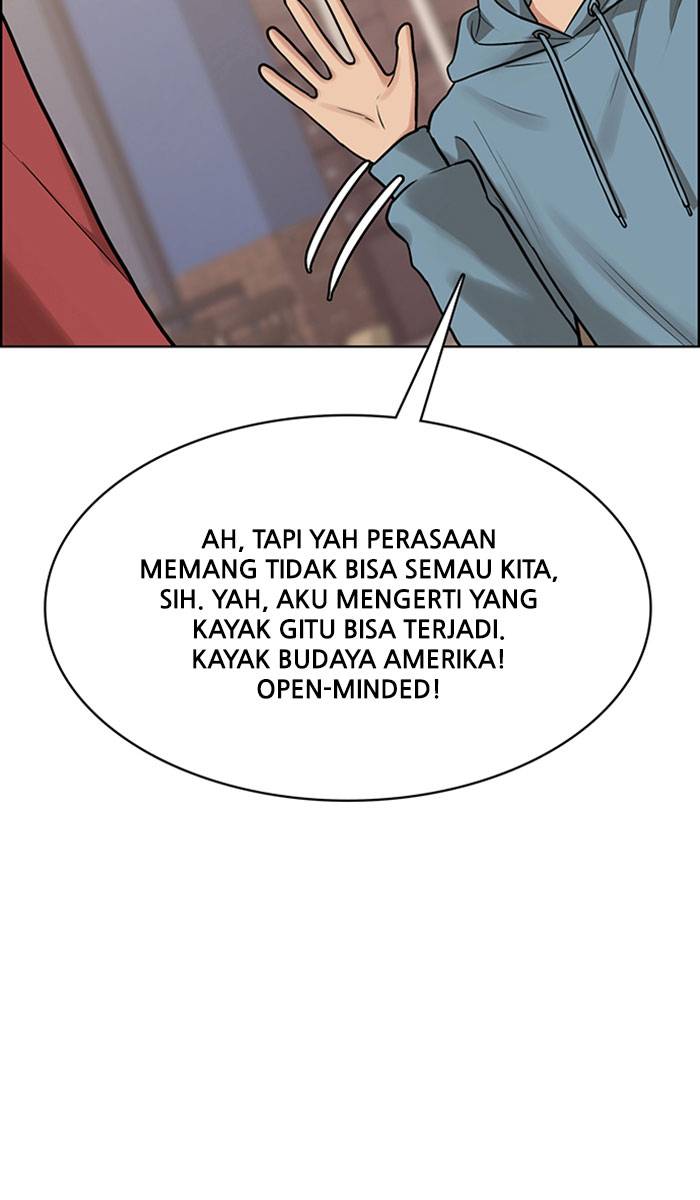 AH, TAPI YAH PERASAAN
MEMANG TIDAK BISA SEMAU KITA,
SIH. YAH, AKU MENGERTI YANG
KAYAK GITU BISA TERJADI.
KAYAK BUDAYA AMERIKA!
OPEN-MINDED!